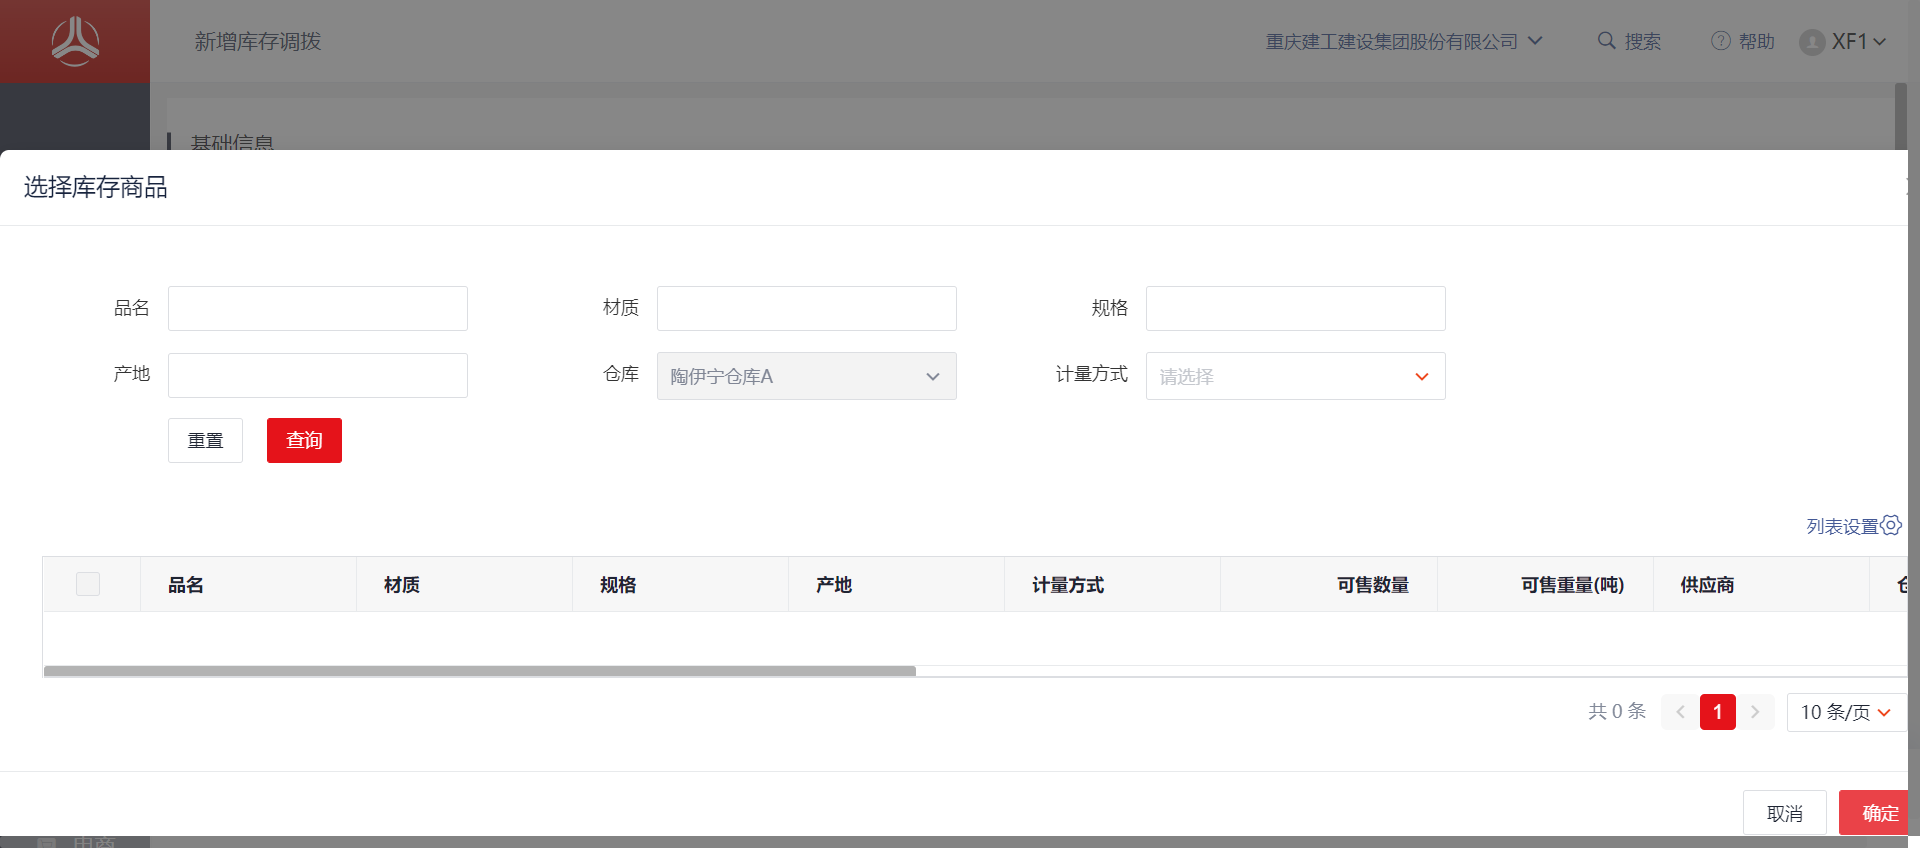 新增库存调拨
重庆建工建设集团股份有限公司 搜索 帮助 XF1
基础信息
选择库存商品
品名 材质 规格
产地 仓库 陶伊宁仓库A 计量方式 请选择
重置 查询
列表设置
品名 材质 规格 产地 计量方式 可售数量 可售重量(吨) 供应商
共 0 条 1 10 条/页
取消 确定
电商